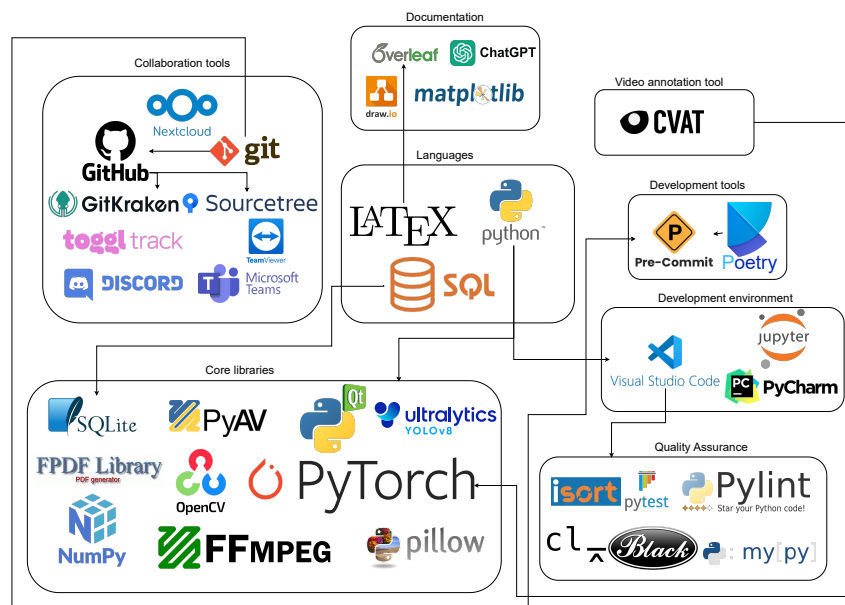 Documentation
Overleaf
ChatGPT
draw.io
matplotlib
Collaboration tools
Nextcloud
GitHub
git
GitKraken
Sourcetree
toggl track
TeamViewer
DISCORD
Microsoft
Teams
Video annotation tool
CVAT
Languages
LATEX
python™
SQL
Development tools
P
Pre-Commit
Poetry
Development environment
Visual Studio Code
jupyter
PC
PyCharm
Core libraries
SQLite
PyAV
Qt
ultralytics
YOLOv8
FPDF Library
PDF generator
OpenCV
PyTorch
NumPy
FFMPEG
pillow
Quality Assurance
isort
pytest
Pylint
Star your Python code!
cl
Black
: my[py]